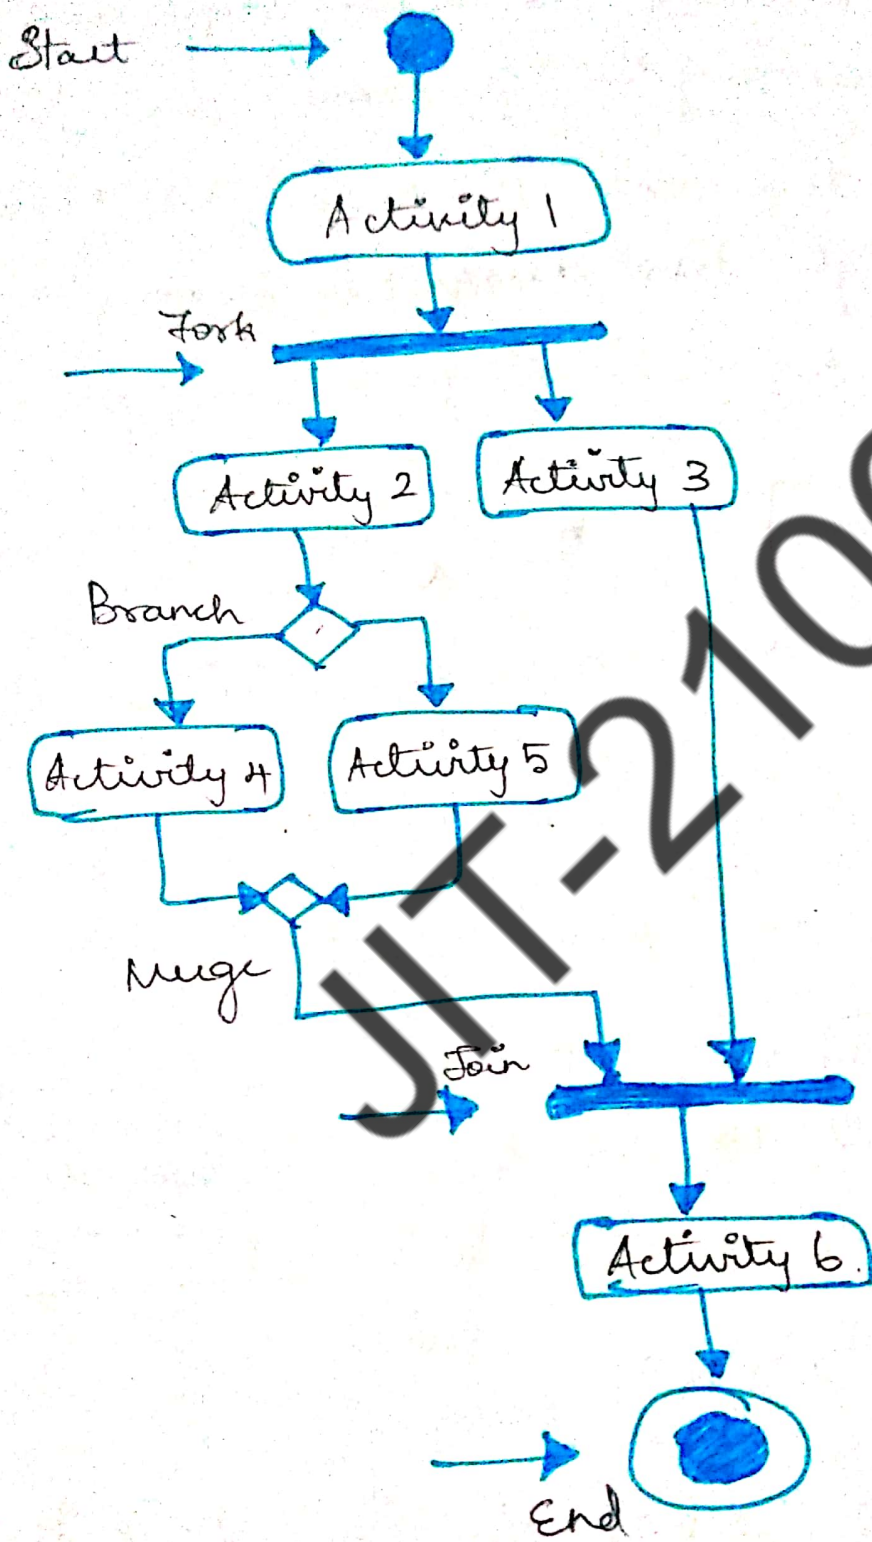 Start
Activity 1
Fork
Activity 2
Activity 3
Branch
Activity 4
Activity 5
Merge
Join
Activity 6.
End
JIT-210